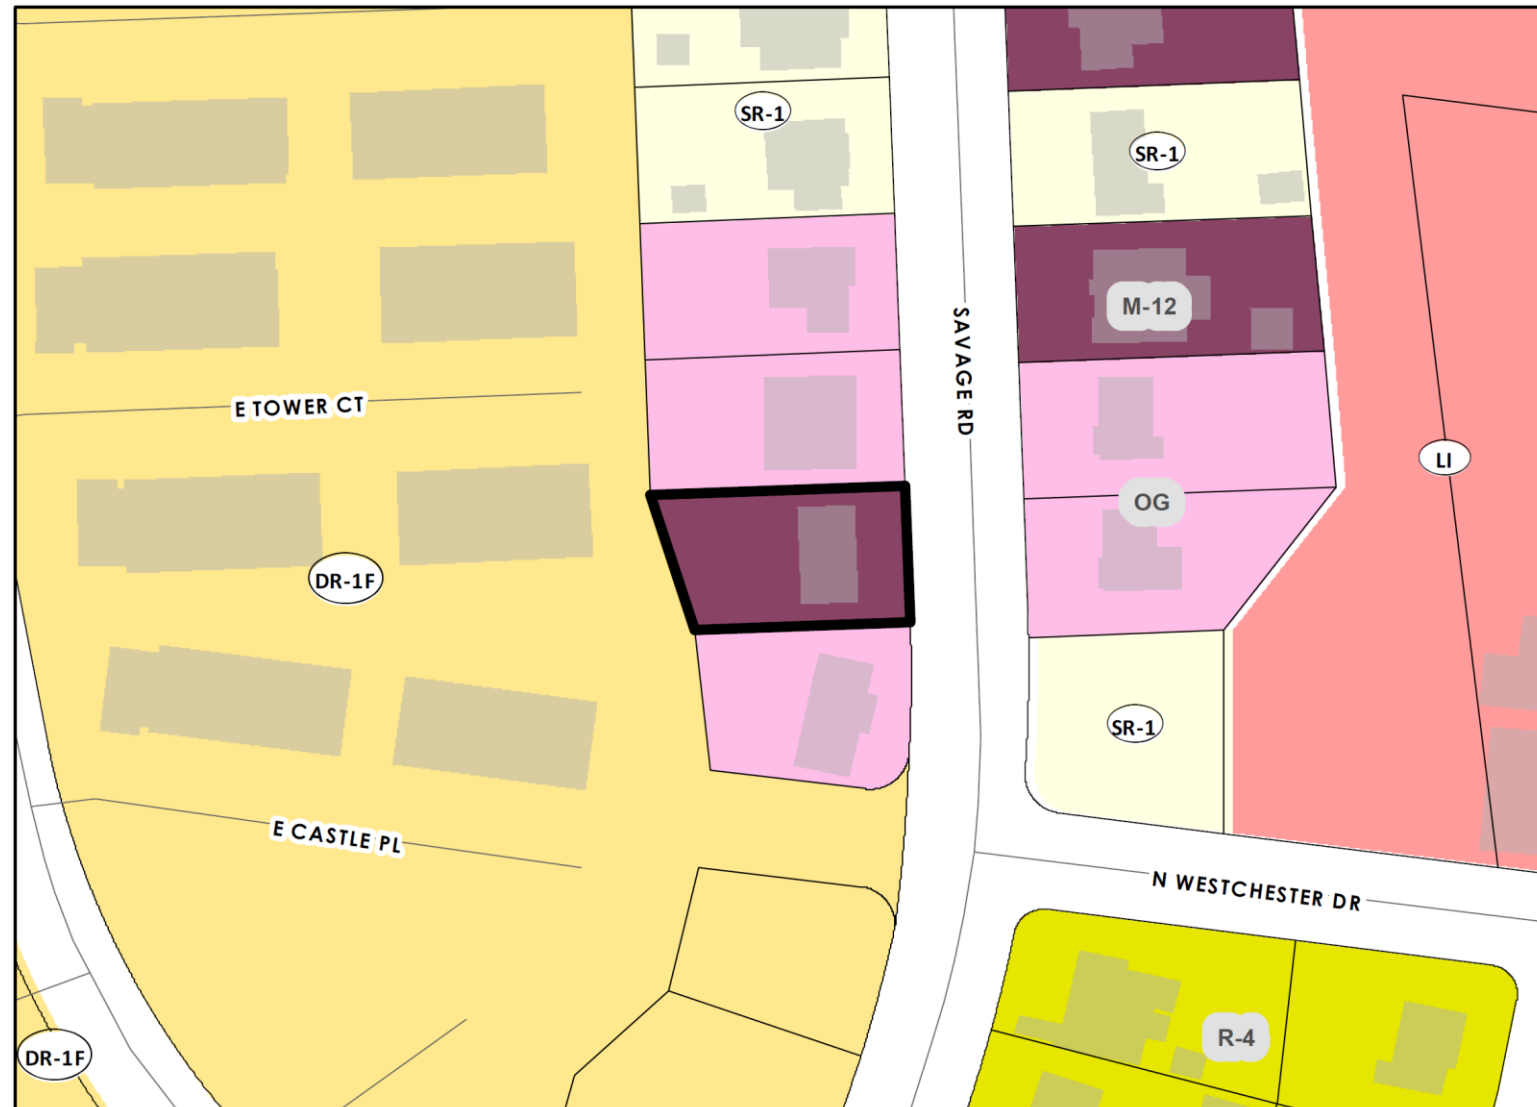 SR-1
SR-1
M-12
SAVAGE RD
E TOWER CT
LI
OG
DR-1F
SR-1
E CASTLE PL
N WESTCHESTER DR
R-4
DR-1F